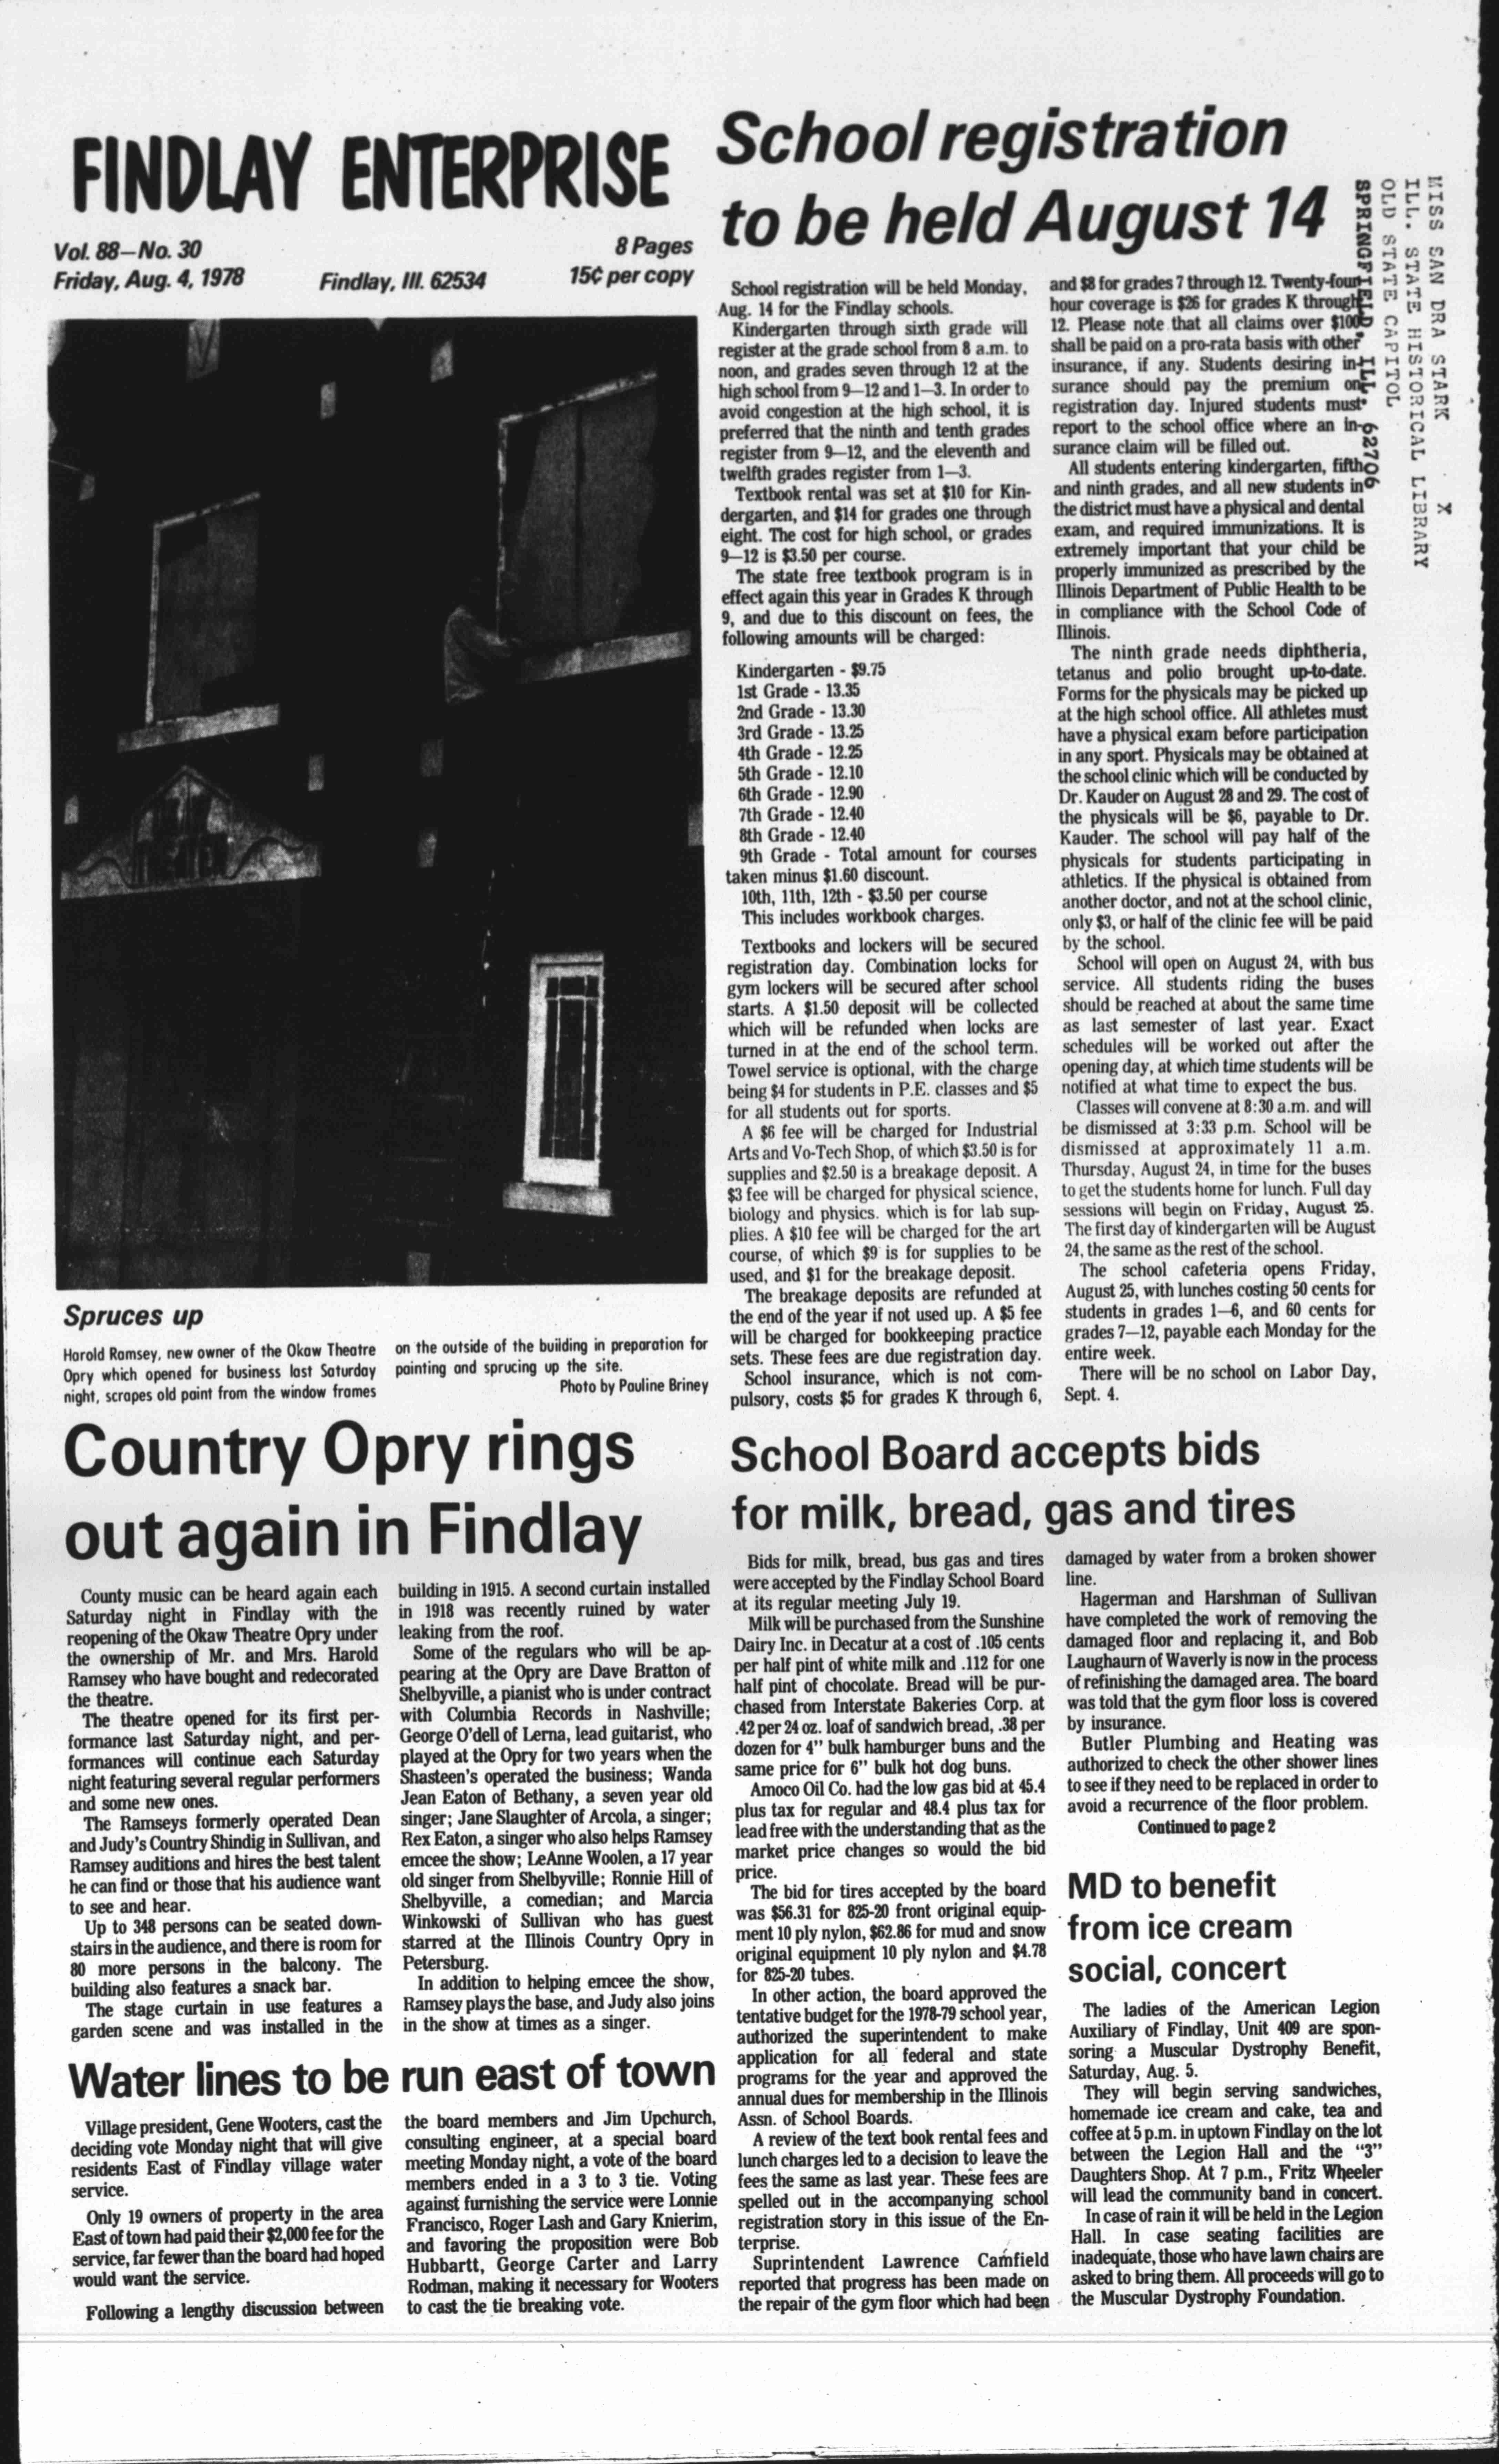 FINDLAY ENTERPRISE
Vol. 88—No. 30
8 Pages
Friday, Aug. 4, 1978
Findlay, Ill. 62534
15¢ per copy
Spruces up
Harold Ramsey, new owner of the Okaw Theatre
Opry which opened for business last Saturday
night, scrapes old paint from the window frames
on the outside of the building in preparation for
painting and sprucing up the site.
Photo by Pauline Briney
School registration
to be held August 14
School registration will be held Monday,
Aug. 14 for the Findlay schools.
Kindergarten through sixth grade will
register at the grade school from 8 a.m. to
noon, and grades seven through 12 at the
high school from 9—12 and 1—3. In order to
avoid congestion at the high school, it is
preferred that the ninth and tenth grades
register from 9—12, and the eleventh and
twelfth grades register from 1—3.
Textbook rental was set at $10 for Kin-
dergarten, and $14 for grades one through
eight. The cost for high school, or grades
9—12 is $3.50 per course.
The state free textbook program is in
effect again this year in Grades K through
9, and due to this discount on fees, the
following amounts will be charged:
Kindergarten - $9.75
1st Grade - 13.35
2nd Grade - 13.30
3rd Grade - 13.25
4th Grade - 12.25
5th Grade - 12.10
6th Grade - 12.90
7th Grade - 12.40
8th Grade - 12.40
9th Grade - Total amount for courses
taken minus $1.60 discount.
10th, 11th, 12th - $3.50 per course
This includes workbook charges.
Textbooks and lockers will be secured
registration day. Combination locks for
gym lockers will be secured after school
starts. A $1.50 deposit will be collected
which will be refunded when locks are
turned in at the end of the school term.
Towel service is optional, with the charge
being $4 for students in P.E. classes and $5
for all students out for sports.
A $6 fee will be charged for Industrial
Arts and Vo-Tech Shop, of which $3.50 is for
supplies and $2.50 is a breakage deposit. A
$3 fee will be charged for physical science,
biology and physics. which is for lab sup-
plies. A $10 fee will be charged for the art
course, of which $9 is for supplies to be
used, and $1 for the breakage deposit.
The breakage deposits are refunded at
the end of the year if not used up. A $5 fee
will be charged for bookkeeping practice
sets. These fees are due registration day.
School insurance, which is not com-
pulsory, costs $5 for grades K through 6,
and $8 for grades 7 through 12. Twenty-four
hour coverage is $26 for grades K through
12. Please note that all claims over $100
shall be paid on a pro-rata basis with other
insurance, if any. Students desiring in-
surance should pay the premium on
registration day. Injured students must
report to the school office where an in-
surance claim will be filled out.
All students entering kindergarten, fifth
and ninth grades, and all new students in
the district must have a physical and dental
exam, and required immunizations. It is
extremely important that your child be
properly immunized as prescribed by the
Illinois Department of Public Health to be
in compliance with the School Code of
Illinois.
The ninth grade needs diphtheria,
tetanus and polio brought up-to-date.
Forms for the physicals may be picked up
at the high school office. All athletes must
have a physical exam before participation
in any sport. Physicals may be obtained at
the school clinic which will be conducted by
Dr. Kauder on August 28 and 29. The cost of
the physicals will be $6, payable to Dr.
Kauder. The school will pay half of the
physicals for students participating in
athletics. If the physical is obtained from
another doctor, and not at the school clinic,
only $3, or half of the clinic fee will be paid
by the school.
School will open on August 24, with bus
service. All students riding the buses
should be reached at about the same time
as last semester of last year. Exact
schedules will be worked out after the
opening day, at which time students will be
notified at what time to expect the bus.
Classes will convene at 8:30 a.m. and will
be dismissed at 3:33 p.m. School will be
dismissed at approximately 11 a.m.
Thursday, August 24, in time for the buses
to get the students home for lunch. Full day
sessions will begin on Friday, August 25.
The first day of kindergarten will be August
24, the same as the rest of the school.
The school cafeteria opens Friday,
August 25, with lunches costing 50 cents for
students in grades 1—6, and 60 cents for
grades 7—12, payable each Monday for the
entire week.
There will be no school on Labor Day,
Sept. 4.
MISS SAN DRA STARK X
ILL. STATE HISTORICAL LIBRARY
OLD STATE CAPITOL
SPRINGFIELD, ILL. 62706
Country Opry rings
out again in Findlay
County music can be heard again each
Saturday night in Findlay with the
reopening of the Okaw Theatre Opry under
the ownership of Mr. and Mrs. Harold
Ramsey who have bought and redecorated
the theatre.
The theatre opened for its first per-
formance last Saturday night, and per-
formances will continue each Saturday
night featuring several regular performers
and some new ones.
The Ramseys formerly operated Dean
and Judy's Country Shindig in Sullivan, and
Ramsey auditions and hires the best talent
he can find or those that his audience want
to see and hear.
Up to 348 persons can be seated down-
stairs in the audience, and there is room for
80 more persons in the balcony. The
building also features a snack bar.
The stage curtain in use features a
garden scene and was installed in the
building in 1915. A second curtain installed
in 1918 was recently ruined by water
leaking from the roof.
Some of the regulars who will be ap-
pearing at the Opry are Dave Bratton of
Shelbyville, a pianist who is under contract
with Columbia Records in Nashville;
George O'dell of Lerna, lead guitarist, who
played at the Opry for two years when the
Shasteen's operated the business; Wanda
Jean Eaton of Bethany, a seven year old
singer; Jane Slaughter of Arcola, a singer;
Rex Eaton, a singer who also helps Ramsey
emcee the show; LeAnne Woolen, a 17 year
old singer from Shelbyville; Ronnie Hill of
Shelbyville, a comedian; and Marcia
Winkowski of Sullivan who has guest
starred at the Illinois Country Opry in
Petersburg.
In addition to helping emcee the show,
Ramsey plays the base, and Judy also joins
in the show at times as a singer.
Water lines to be run east of town
Village president, Gene Wooters, cast the
deciding vote Monday night that will give
residents East of Findlay village water
service.
Only 19 owners of property in the area
East of town had paid their $2,000 fee for the
service, far fewer than the board had hoped
would want the service.
Following a lengthy discussion between
the board members and Jim Upchurch,
consulting engineer, at a special board
meeting Monday night, a vote of the board
members ended in a 3 to 3 tie. Voting
against furnishing the service were Lonnie
Francisco, Roger Lash and Gary Knierim,
and favoring the proposition were Bob
Hubbartt, George Carter and Larry
Rodman, making it necessary for Wooters
to cast the tie breaking vote.
School Board accepts bids
for milk, bread, gas and tires
Bids for milk, bread, bus gas and tires
were accepted by the Findlay School Board
at its regular meeting July 19.
Milk will be purchased from the Sunshine
Dairy Inc. in Decatur at a cost of .105 cents
per half pint of white milk and .112 for one
half pint of chocolate. Bread will be pur-
chased from Interstate Bakeries Corp. at
.42 per 24 oz. loaf of sandwich bread, .38 per
dozen for 4" bulk hamburger buns and the
same price for 6" bulk hot dog buns.
Amoco Oil Co. had the low gas bid at 45.4
plus tax for regular and 48.4 plus tax for
lead free with the understanding that as the
market price changes so would the bid
price.
The bid for tires accepted by the board
was $56.31 for 825-20 front original equip-
ment 10 ply nylon, $62.86 for mud and snow
original equipment 10 ply nylon and $4.78
for 825-20 tubes.
In other action, the board approved the
tentative budget for the 1978-79 school year,
authorized the superintendent to make
application for all federal and state
programs for the year and approved the
annual dues for membership in the Illinois
Assn. of School Boards.
A review of the text book rental fees and
lunch charges led to a decision to leave the
fees the same as last year. These fees are
spelled out in the accompanying school
registration story in this issue of the En-
terprise.
Suprintendent Lawrence Camfield
reported that progress has been made on
the repair of the gym floor which had been
damaged by water from a broken shower
line.
Hagerman and Harshman of Sullivan
have completed the work of removing the
damaged floor and replacing it, and Bob
Laughaurn of Waverly is now in the process
of refinishing the damaged area. The board
was told that the gym floor loss is covered
by insurance.
Butler Plumbing and Heating was
authorized to check the other shower lines
to see if they need to be replaced in order to
avoid a recurrence of the floor problem.
Continued to page 2
MD to benefit
from ice cream
social, concert
The ladies of the American Legion
Auxiliary of Findlay, Unit 409 are spon-
soring a Muscular Dystrophy Benefit,
Saturday, Aug. 5.
They will begin serving sandwiches,
homemade ice cream and cake, tea and
coffee at 5 p.m. in uptown Findlay on the lot
between the Legion Hall and the "3"
Daughters Shop. At 7 p.m., Fritz Wheeler
will lead the community band in concert.
In case of rain it will be held in the Legion
Hall. In case seating facilities are
inadequate, those who have lawn chairs are
asked to bring them. All proceeds will go to
the Muscular Dystrophy Foundation.